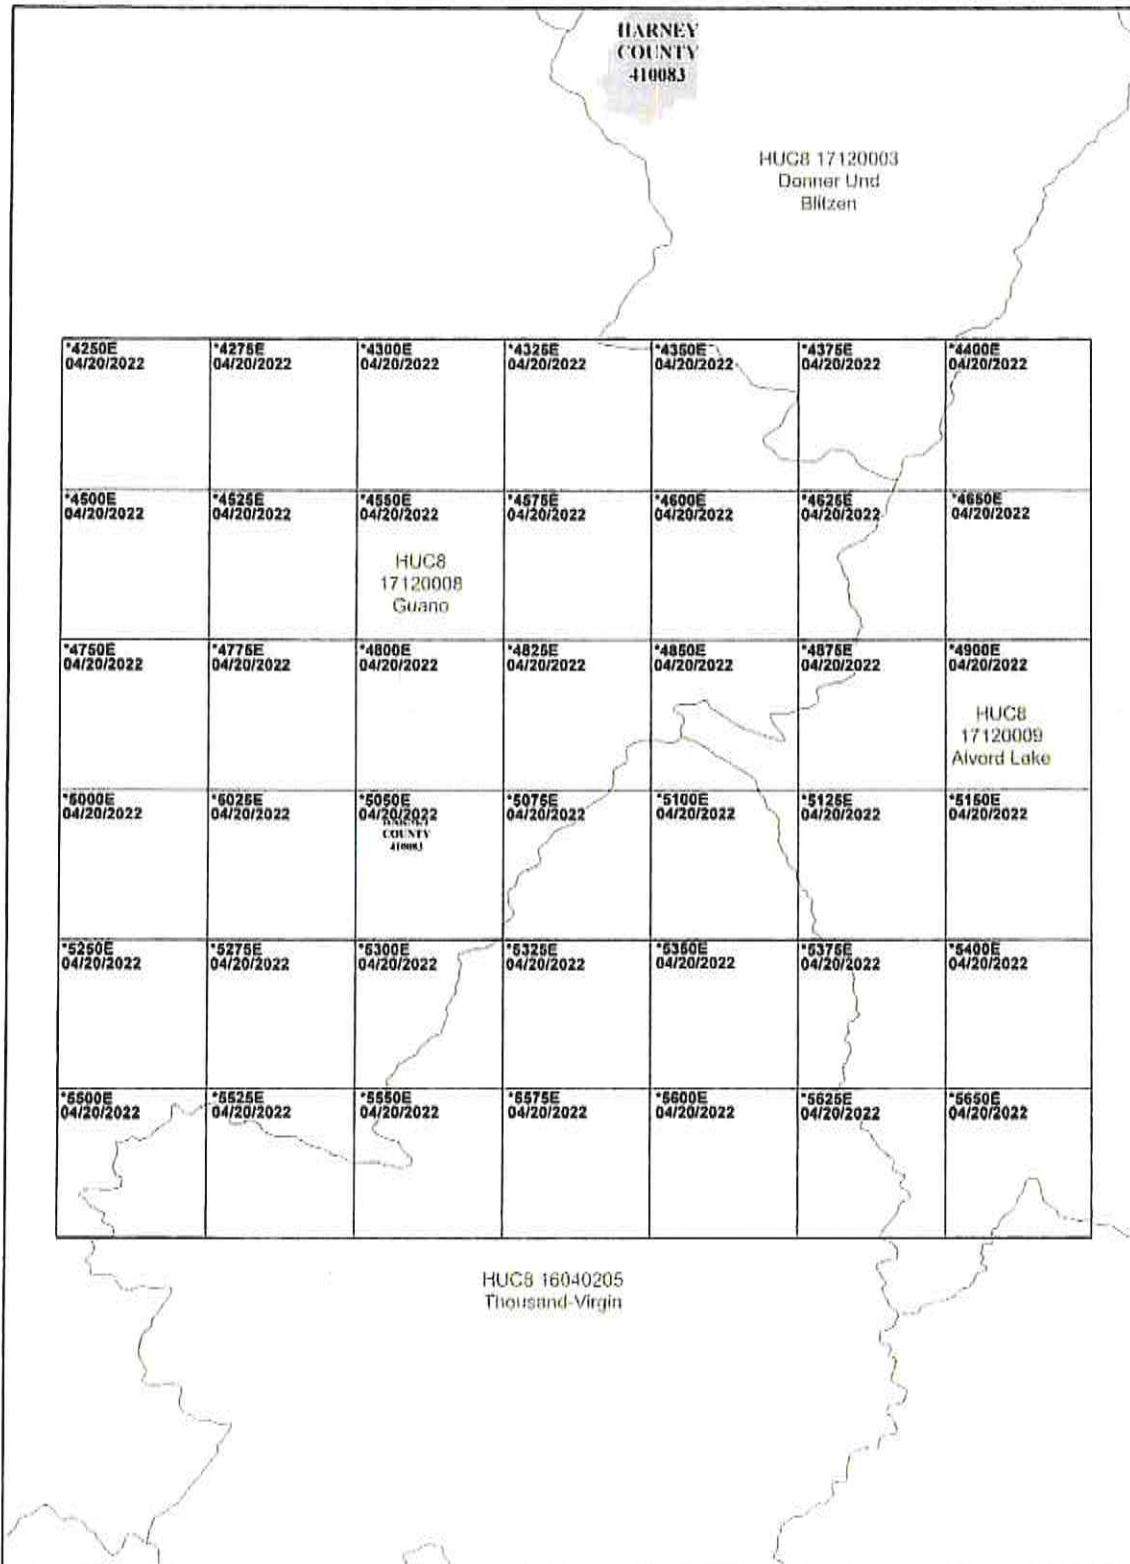 HARNEY
COUNTY
410083
HUC8 17120003
Donner Und
Blitzen
*4250E
04/20/2022
*4275E
04/20/2022
*4300E
04/20/2022
*4325E
04/20/2022
*4350E
04/20/2022
*4375E
04/20/2022
*4400E
04/20/2022
*4500E
04/20/2022
*4525E
04/20/2022
*4550E
04/20/2022
*4575E
04/20/2022
*4600E
04/20/2022
*4625E
04/20/2022
*4650E
04/20/2022
HUC8
17120008
Guano
*4750E
04/20/2022
*4775E
04/20/2022
*4800E
04/20/2022
*4825E
04/20/2022
*4850E
04/20/2022
*4875E
04/20/2022
*4900E
04/20/2022
HUC8
17120009
Alvord Lake
*5000E
04/20/2022
*5025E
04/20/2022
*5050E
04/20/2022
*5075E
04/20/2022
*5100E
04/20/2022
*5125E
04/20/2022
*5150E
04/20/2022
COUNTY
410083
*5250E
04/20/2022
*5275E
04/20/2022
*5300E
04/20/2022
*5325E
04/20/2022
*5350E
04/20/2022
*5375E
04/20/2022
*5400E
04/20/2022
*5500E
04/20/2022
*5525E
04/20/2022
*5550E
04/20/2022
*5575E
04/20/2022
*5600E
04/20/2022
*5625E
04/20/2022
*5650E
04/20/2022
HUC8 16040205
Thousand-Virgin